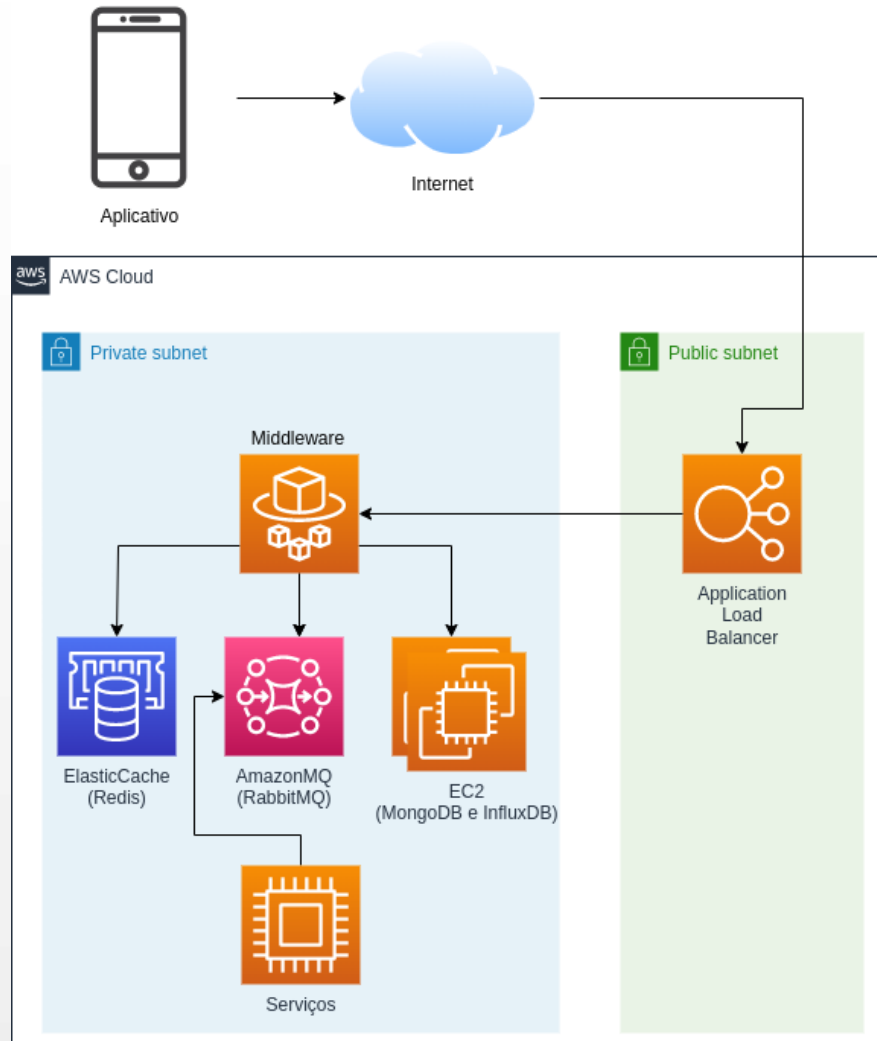 Aplicativo
Internet
aws
AWS Cloud
Private subnet
Public subnet
Middleware
Application
Load
Balancer
ElasticCache
(Redis)
AmazonMQ
(RabbitMQ)
EC2
(MongoDB e InfluxDB)
Serviços